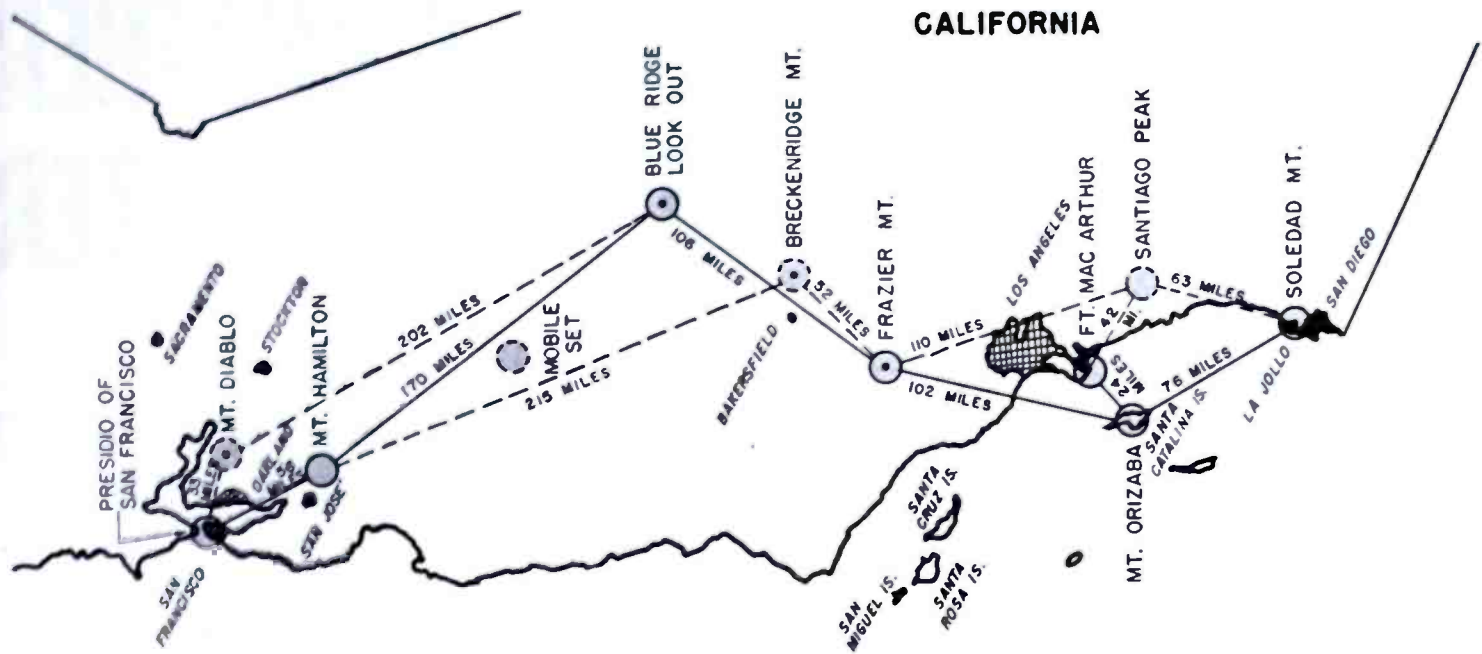 CALIFORNIA
BLUE RIDGE
LOOK OUT
BRECKENRIDGE MT.
FRAZIER MT.
LOS ANGELES
FT. MAC ARTHUR
SANTIAGO PEAK
SOLEDAD MT.
SAN DIEGO
LA JOLLO
106 MILES
52 MILES
110 MILES
42
MI.
63 MILES
24
MILES
76 MILES
102 MILES
SACRAMENTO
STOCKTON
PRESIDIO OF
SAN FRANCISCO
MT. DIABLO
MT. HAMILTON
202 MILES
170 MILES
215 MILES
MOBILE
SET
BAKERSFIELD
33
MILES
OAKLAND
SAN JOSE
SAN
FRANCISCO
SANTA
CATALINA IS.
MT. ORIZABA
SANTA
CRUZ IS.
SANTA
ROSA IS.
SAN
MIGUEL IS.